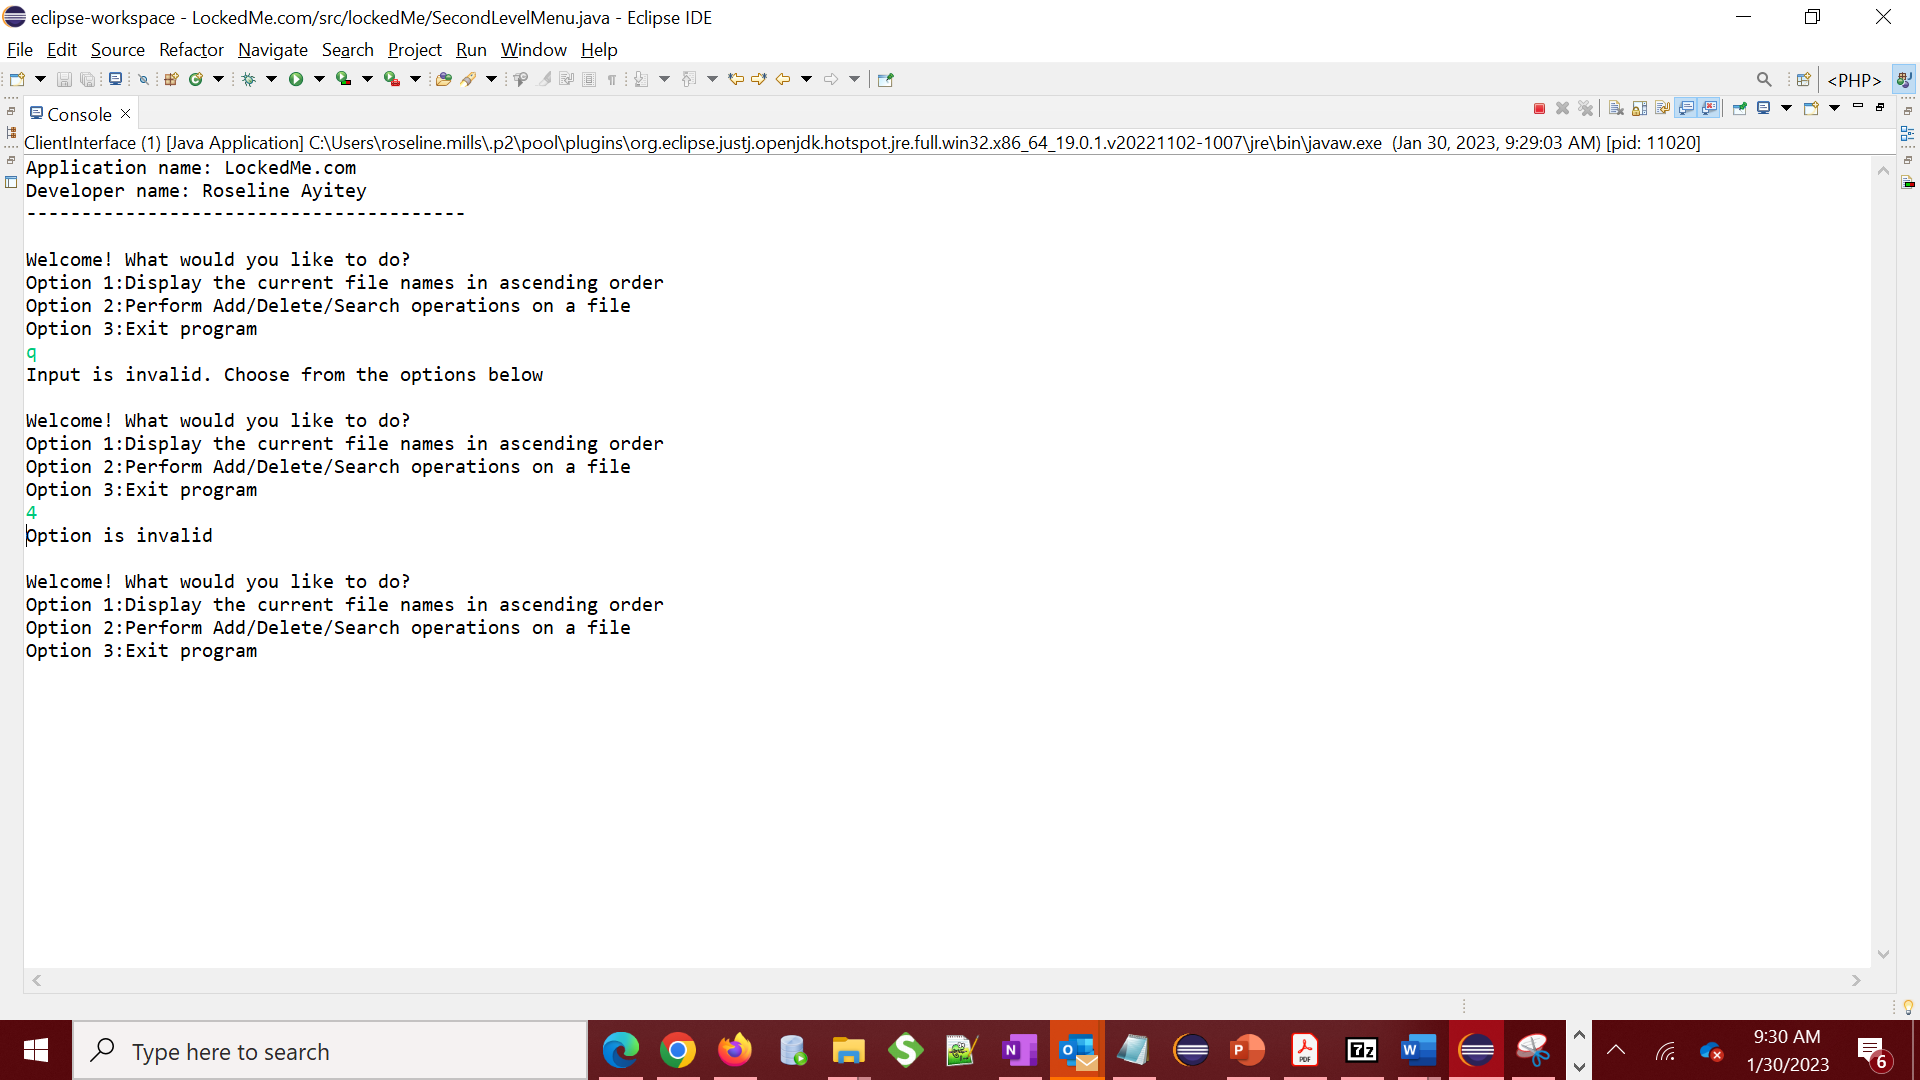 eclipse-workspace - LockedMe.com/src/lockedMe/SecondLevelMenu.java - Eclipse IDE
File Edit Source Refactor Navigate Search Project Run Window Help
<PHP>
Console
ClientInterface (1) [Java Application] C:\Users\roseline.mills\.p2\pool\plugins\org.eclipse.justj.openjdk.hotspot.jre.full.win32.x86_64_19.0.1.v20221102-1007\jre\bin\javaw.exe (Jan 30, 2023, 9:29:03 AM) [pid: 11020]
Application name: LockedMe.com
Developer name: Roseline Ayitey
----------------------------------------
Welcome! What would you like to do?
Option 1:Display the current file names in ascending order
Option 2:Perform Add/Delete/Search operations on a file
Option 3:Exit program
q
Input is invalid. Choose from the options below
Welcome! What would you like to do?
Option 1:Display the current file names in ascending order
Option 2:Perform Add/Delete/Search operations on a file
Option 3:Exit program
4
Option is invalid
Welcome! What would you like to do?
Option 1:Display the current file names in ascending order
Option 2:Perform Add/Delete/Search operations on a file
Option 3:Exit program
Type here to search
9:30 AM
1/30/2023
6